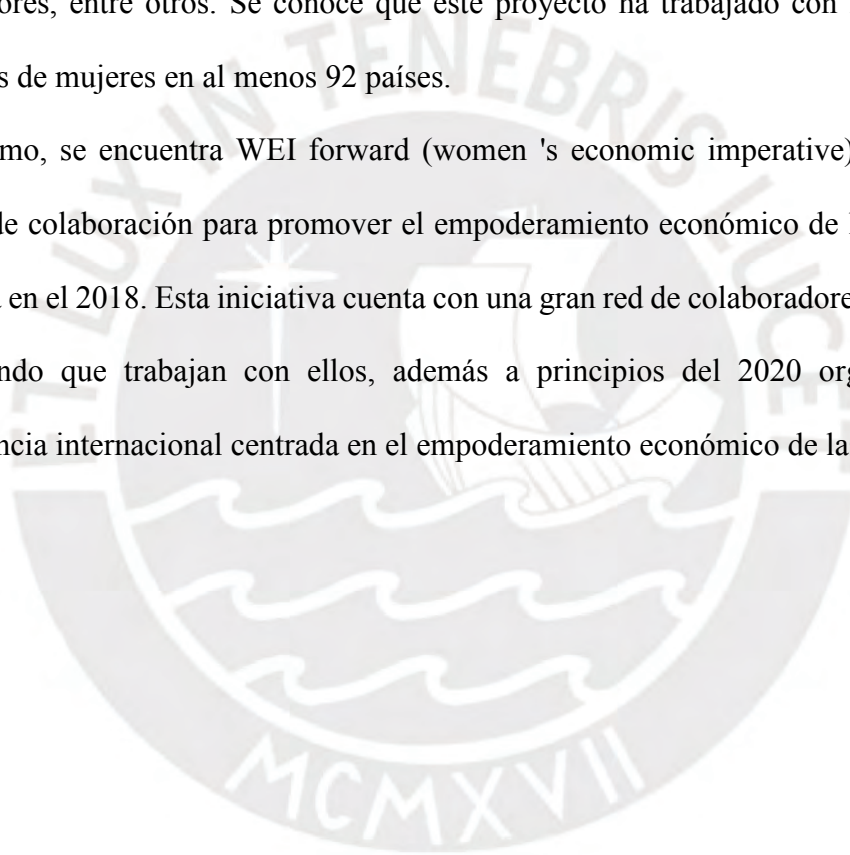 ores, entre otros. Se conoce que este proyecto ha trabajado con
s de mujeres en al menos 92 países.
mo, se encuentra WEI forward (women 's economic imperative)
de colaboración para promover el empoderamiento económico de
en el 2018. Esta iniciativa cuenta con una gran red de colaboradore
ndo que trabajan con ellos, además a principios del 2020 org
ncia internacional centrada en el empoderamiento económico de la
ET LUX IN TENEBRIS LUCET
MCMXVII